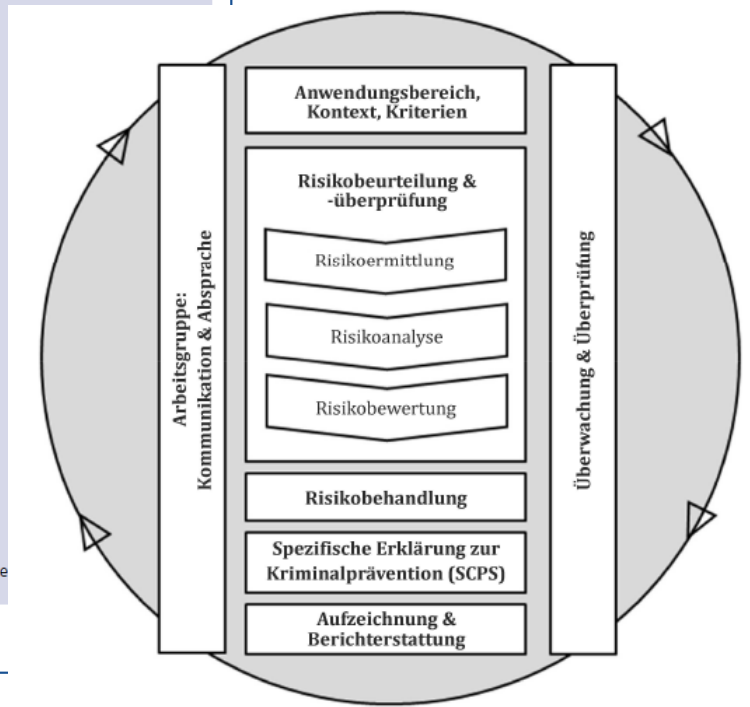 Anwendungsbereich,
Kontext, Kriterien
Risikobeurteilung &
-überprüfung
Risikoermittlung
Risikoanalyse
Risikobewertung
Risikobehandlung
Spezifische Erklärung zur
Kriminalprävention (SCPS)
Aufzeichnung &
Berichterstattung
Arbeitsgruppe:
Kommunikation & Absprache
Überwachung & Überprüfung